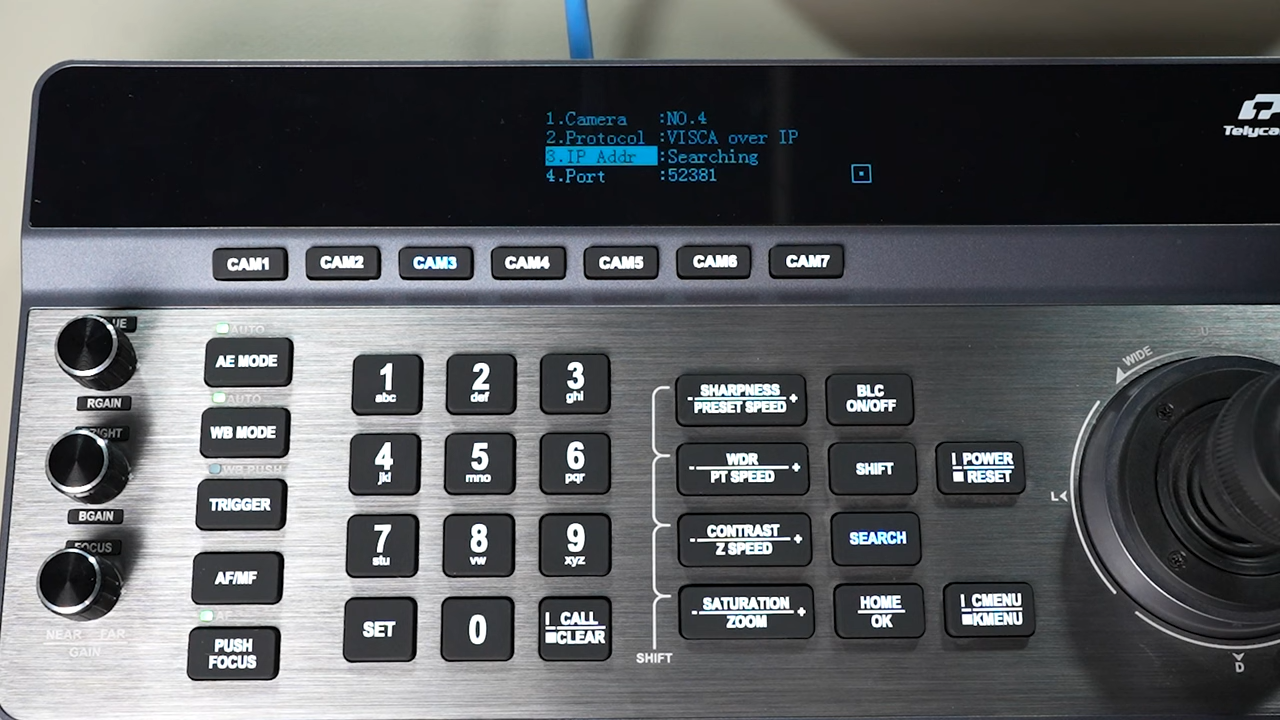 1.Camera :NO.4
2.Protocol :VISCA over IP
3.IP Addr :Searching
4.Port :52381
CAM1 CAM2 CAM3 CAM4 CAM5 CAM6 CAM7
AUTO
AE MODE
AUTO
WB MODE
WB PUSH
TRIGGER
AF/MF
PUSH
FOCUS
RGAIN
BGAIN
FOCUS
NEAR FAR
GAIN
1
abc
2
def
3
ghi
4
jkl
5
mno
6
pqr
7
stu
8
vw
9
xyz
SET
0
CALL
CLEAR
- SHARPNESS +
PRESET SPEED
- WDR +
PT SPEED
- CONTRAST +
Z SPEED
- SATURATION +
ZOOM
SHIFT
BLC
ON/OFF
SHIFT
SEARCH
HOME
OK
I POWER
RESET
I CMENU
KMENU
WIDE
U
L
D